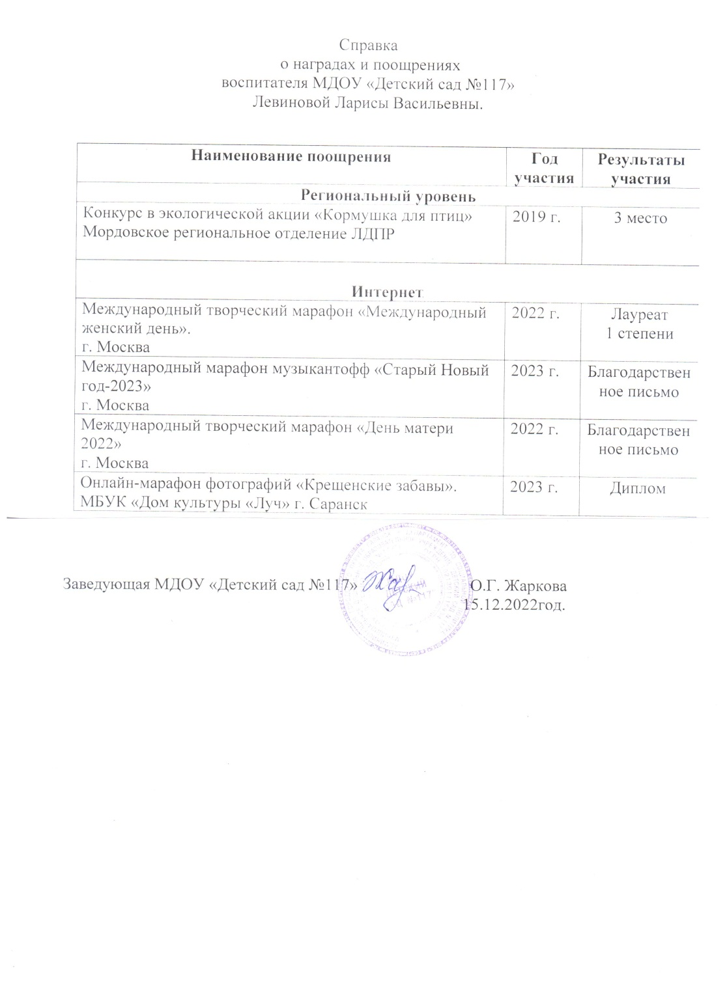 Справка
о наградах и поощрениях
воспитателя МДОУ «Детский сад №117»
Левиновой Ларисы Васильевны.
Наименование поощрения
Год
участия
Результаты
участия
Региональный уровень
Конкурс в экологической акции «Кормушка для птиц»
Мордовское региональное отделение ЛДПР
2019 г.
3 место
Интернет
Международный творческий марафон «Международный
женский день».
г. Москва
2022 г.
Лауреат
1 степени
Международный марафон музыкантофф «Старый Новый
год-2023»
г. Москва
2023 г.
Благодарствен
ное письмо
Международный творческий марафон «День матери
2022»
г. Москва
2022 г.
Благодарствен
ное письмо
Онлайн-марафон фотографий «Крещенские забавы».
МБУК «Дом культуры «Луч» г. Саранск
2023 г.
Диплом
Заведующая МДОУ «Детский сад №117»
О.Г. Жаркова
15.12.2022год.